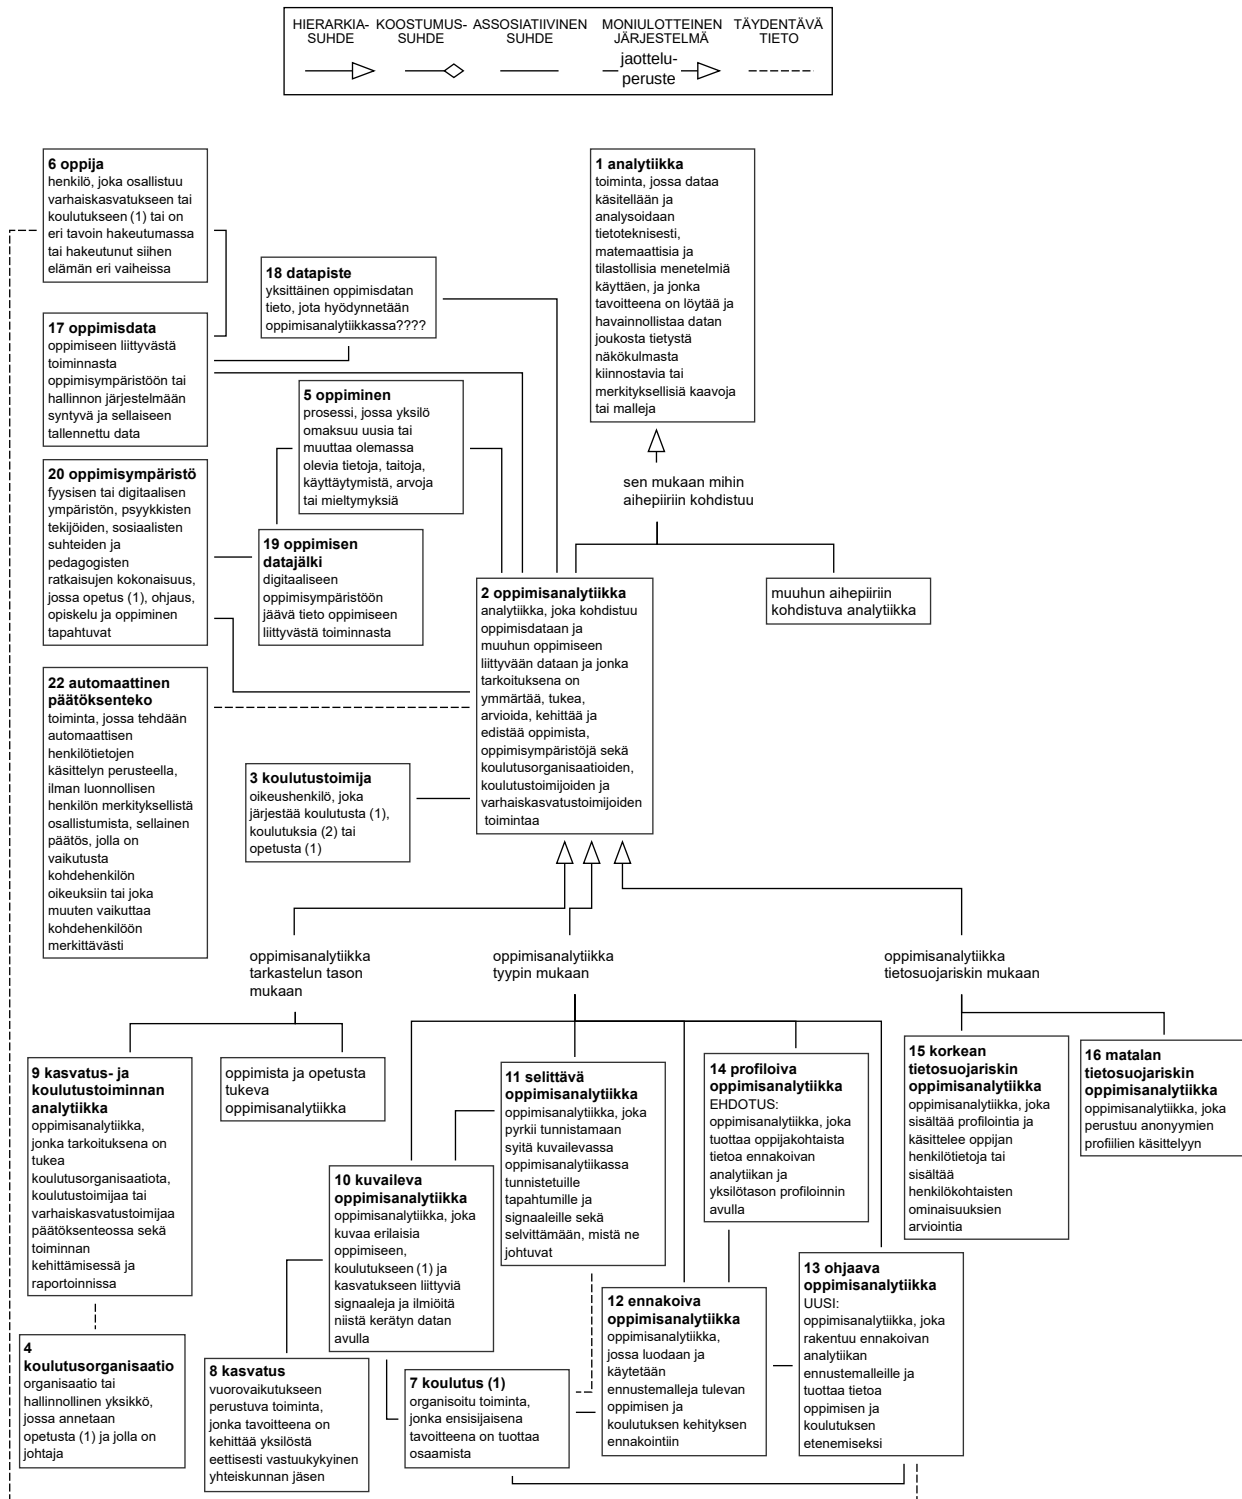 HIERARKIA-
SUHDE
KOOSTUMUS-
SUHDE
ASSOSIATIIVINEN
SUHDE
MONIULOTTEINEN
JÄRJESTELMÄ
TÄYDENTÄVÄ
TIETO
jaottelu-
peruste
6 oppija
henkilö, joka osallistuu
varhaiskasvatukseen tai
koulutukseen (1) tai on
eri tavoin hakeutumassa
tai hakeutunut siihen
elämän eri vaiheissa
1 analytiikka
toiminta, jossa dataa
käsitellään ja
analysoidaan
tietoteknisesti,
matemaattisia ja
tilastollisia menetelmiä
käyttäen, ja jonka
tavoitteena on löytää ja
havainnollistaa datan
joukosta tietystä
näkökulmasta
kiinnostavia tai
merkityksellisiä kaavoja
tai malleja
18 datapiste
yksittäinen oppimisdatan
tieto, jota hyödynnetään
oppimisanalytiikkassa????
17 oppimisdata
oppimiseen liittyvästä
toiminnasta
oppimisympäristöön tai
hallinnon järjestelmään
syntyvä ja sellaiseen
tallennettu data
5 oppiminen
prosessi, jossa yksilö
omaksuu uusia tai
muuttaa olemassa
olevia tietoja, taitoja,
käyttäytymistä, arvoja
tai mieltymyksiä
20 oppimisympäristö
fyysisen tai digitaalisen
ympäristön, psyykkisten
tekijöiden, sosiaalisten
suhteiden ja
pedagogisten
ratkaisujen kokonaisuus,
jossa opetus (1), ohjaus,
opiskelu ja oppiminen
tapahtuvat
sen mukaan mihin
aihepiiriin kohdistuu
19 oppimisen
datajälki
digitaaliseen
oppimisympäristöön
jäävä tieto oppimiseen
liittyvästä toiminnasta
2 oppimisanalytiikka
analytiikka, joka kohdistuu
oppimisdataan ja
muuhun oppimiseen
liittyvään dataan ja jonka
tarkoituksena on
ymmärtää, tukea,
arvioida, kehittää ja
edistää oppimista,
oppimisympäristöjä sekä
koulutusorganisaatioiden,
koulutustoimijoiden ja
varhaiskasvatustoimijoiden
toimintaa
muuhun aihepiiriin
kohdistuva analytiikka
22 automaattinen
päätöksenteko
toiminta, jossa tehdään
automaattisen
henkilötietojen
käsittelyn perusteella,
ilman luonnollisen
henkilön merkityksellistä
osallistumista, sellainen
päätös, jolla on
vaikutusta
kohdehenkilön
oikeuksiin tai joka
muuten vaikuttaa
kohdehenkilöön
merkittävästi
3 koulutustoimija
oikeushenkilö, joka
järjestää koulutusta (1),
koulutuksia (2) tai
opetusta (1)
oppimisanalytiikka
tarkastelun tason
mukaan
oppimisanalytiikka
tyypin mukaan
oppimisanalytiikka
tietosuojariskin mukaan
9 kasvatus- ja
koulutustoiminnan
analytiikka
oppimisanalytiikka,
jonka tarkoituksena on
tukea
koulutusorganisaatiota,
koulutustoimijaa tai
varhaiskasvatustoimijaa
päätöksenteossa sekä
toiminnan
kehittämisessä ja
raportoinnissa
oppimista ja opetusta
tukeva
oppimisanalytiikka
11 selittävä
oppimisanalytiikka
oppimisanalytiikka, joka
pyrkii tunnistamaan
syitä kuvailevassa
oppimisanalytiikassa
tunnistetuille
tapahtumille ja
signaaleille sekä
selvittämään, mistä ne
johtuvat
14 profiloiva
oppimisanalytiikka
EHDOTUS:
oppimisanalytiikka, joka
tuottaa oppijakohtaista
tietoa ennakoivan
analytiikan ja
yksilötason profiloinnin
avulla
15 korkean
tietosuojariskin
oppimisanalytiikka
oppimisanalytiikka, joka
sisältää profilointia ja
käsittelee oppijan
henkilötietoja tai
sisältää
henkilökohtaisten
ominaisuuksien
arviointia
16 matalan
tietosuojariskin
oppimisanalytiikka
oppimisanalytiikka, joka
perustuu anonyymien
profiilien käsittelyyn
10 kuvaileva
oppimisanalytiikka
oppimisanalytiikka, joka
kuvaa erilaisia
oppimiseen,
koulutukseen (1) ja
kasvatukseen liittyviä
signaaleja ja ilmiöitä
niistä kerätyn datan
avulla
13 ohjaava
oppimisanalytiikka
UUSI:
oppimisanalytiikka, joka
rakentuu ennakoivan
analytiikan
ennustemalleille ja
tuottaa tietoa
oppimisen ja
koulutuksen
etenemiseksi
12 ennakoiva
oppimisanalytiikka
oppimisanalytiikka,
jossa luodaan ja
käytetään
ennustemalleja tulevan
oppimisen ja
koulutuksen kehityksen
ennakointiin
4
koulutusorganisaatio
organisaatio tai
hallinnollinen yksikkö,
jossa annetaan
opetusta (1) ja jolla on
johtaja
8 kasvatus
vuorovaikutukseen
perustuva toiminta,
jonka tavoitteena on
kehittää yksilöstä
eettisesti vastuukykyinen
yhteiskunnan jäsen
7 koulutus (1)
organisoitu toiminta,
jonka ensisijaisena
tavoitteena on tuottaa
osaamista